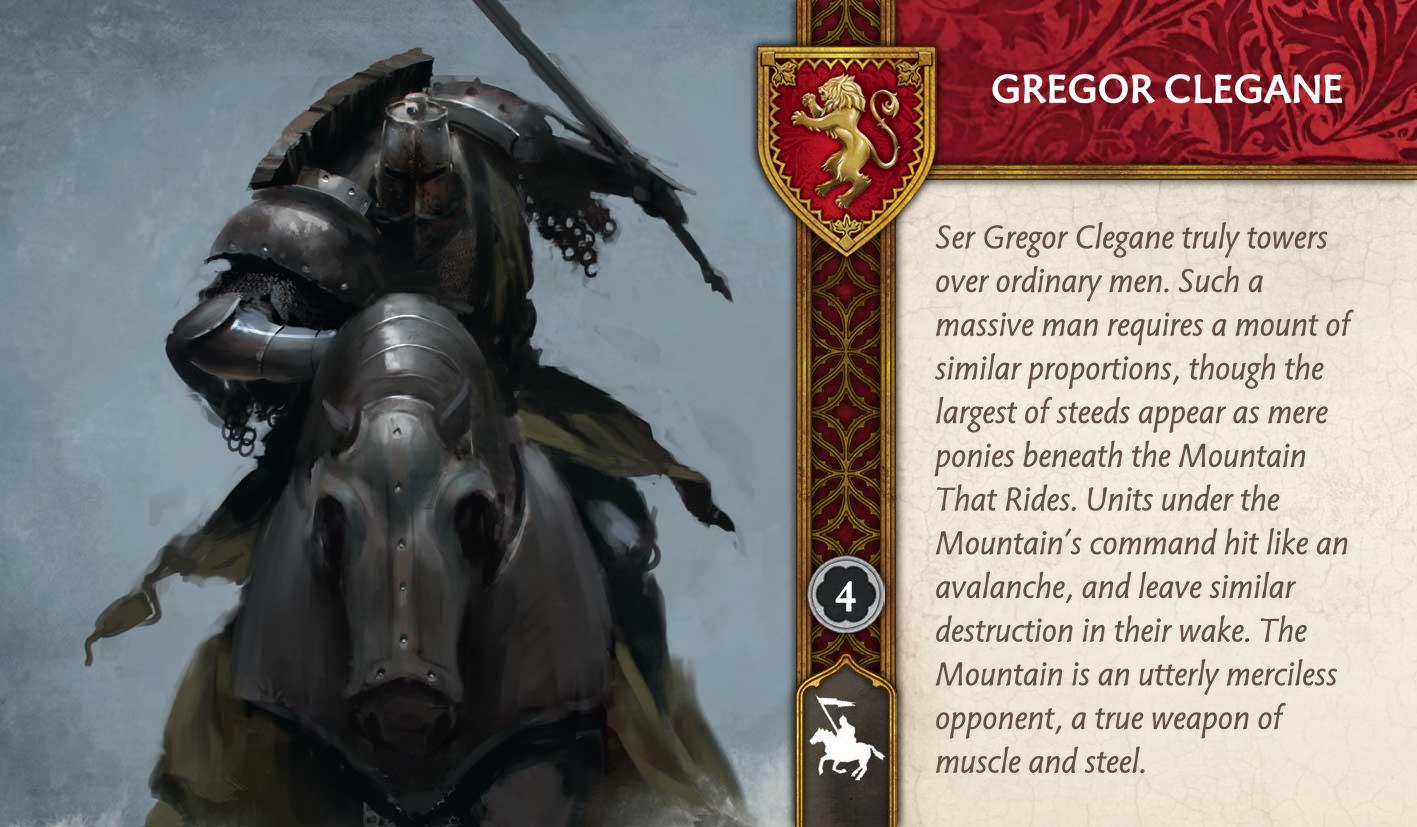 GREGOR CLEGANE
Ser Gregor Clegane truly towers
over ordinary men. Such a
massive man requires a mount of
similar proportions, though the
largest of steeds appear as mere
ponies beneath the Mountain
That Rides. Units under the
Mountain's command hit like an
avalanche, and leave similar
destruction in their wake. The
Mountain is an utterly merciless
opponent, a true weapon of
muscle and steel.
4